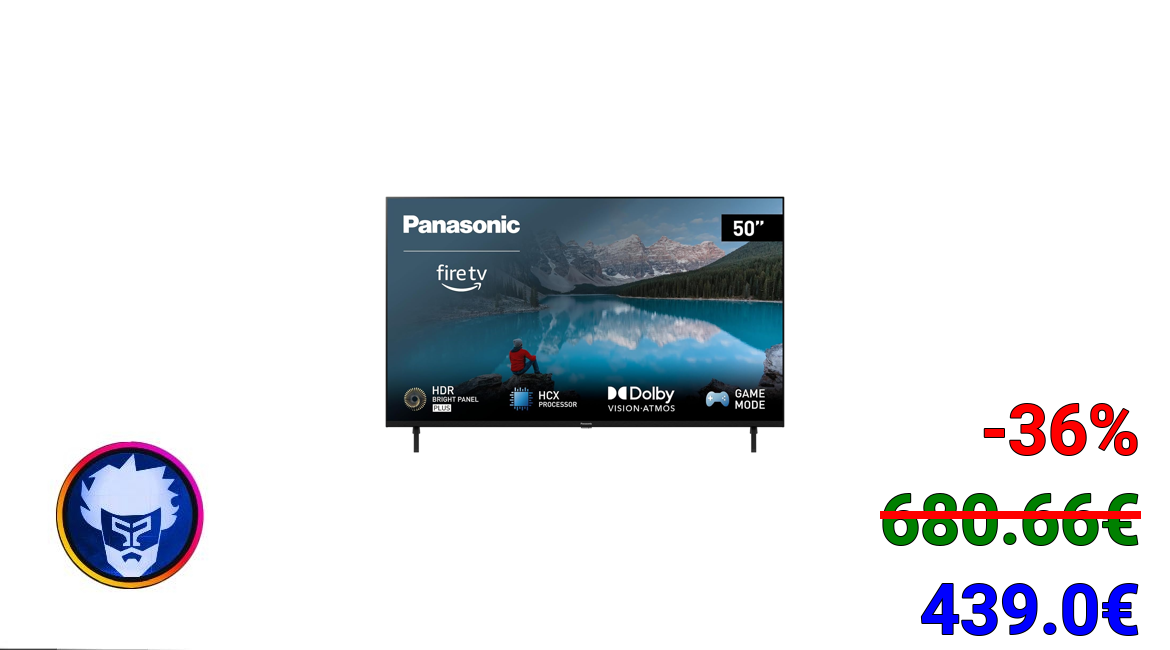 Panasonic
50”
fire tv
HDR
BRIGHT PANEL
PLUS
HCX
PROCESSOR
Dolby
VISION·ATMOS
GAME
MODE
-36%
680.66€
439.0€